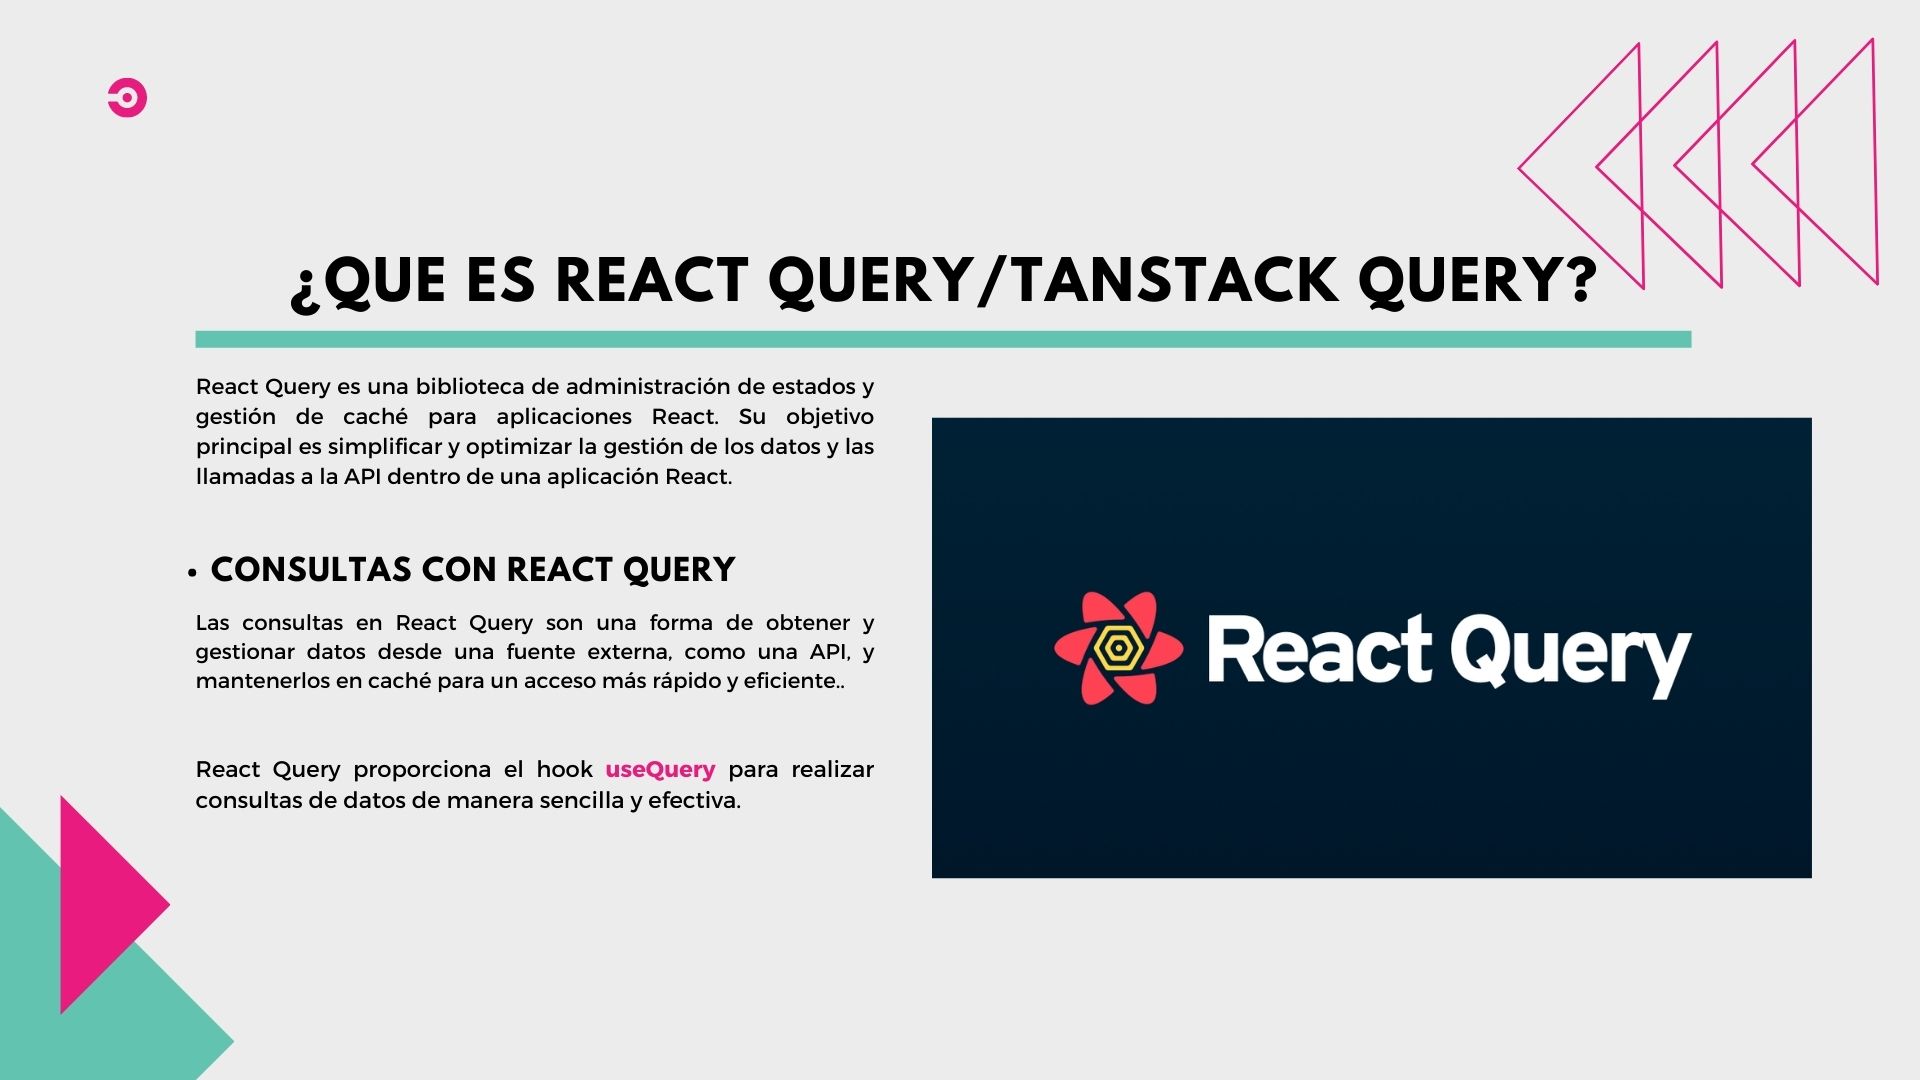 ¿QUE ES REACT QUERY/TANSTACK QUERY?
React Query es una biblioteca de administración de estados y
gestión de caché para aplicaciones React. Su objetivo
principal es simplificar y optimizar la gestión de los datos y las
llamadas a la API dentro de una aplicación React.
• CONSULTAS CON REACT QUERY
Las consultas en React Query son una forma de obtener y
gestionar datos desde una fuente externa, como una API, y
mantenerlos en caché para un acceso más rápido y eficiente..
React Query proporciona el hook useQuery para realizar
consultas de datos de manera sencilla y efectiva.
React Query